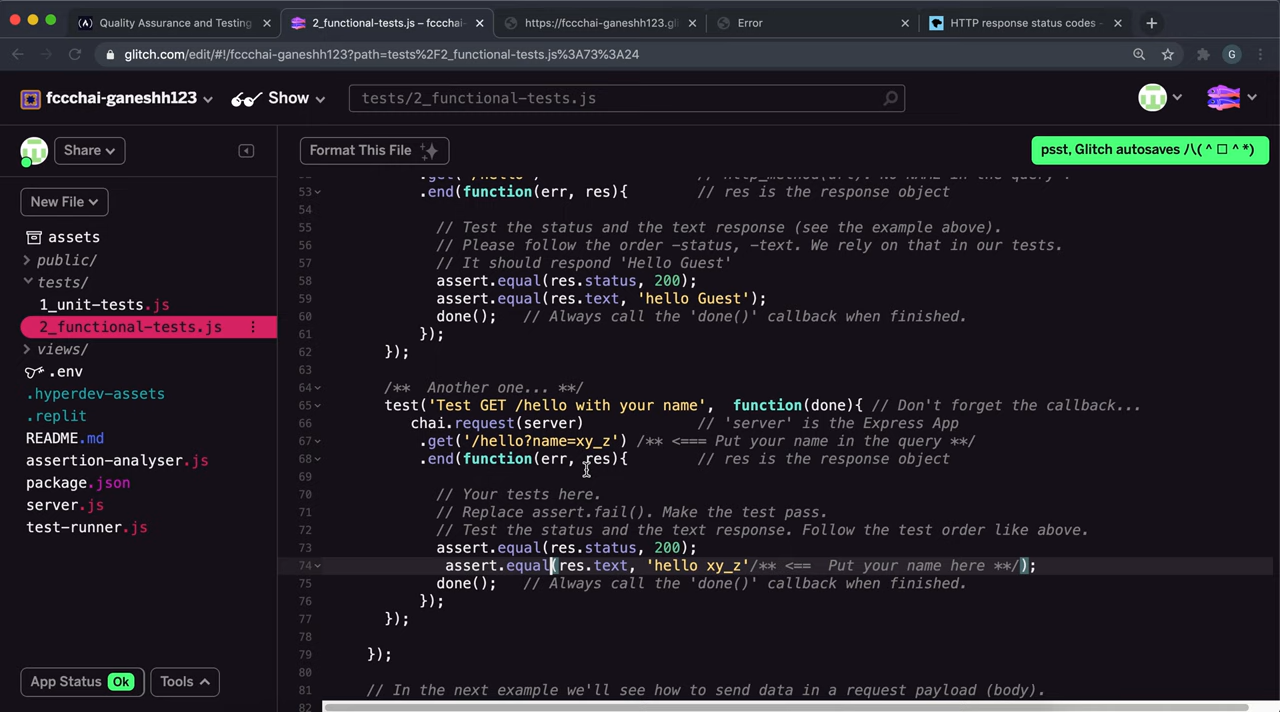 Quality Assurance and Testing
2_functional-tests.js – fccchai-
https://fccchai-ganeshh123.gli
Error
HTTP response status codes -
glitch.com/edit/#!/fccchai-ganeshh123?path=tests%2F2_functional-tests.js%3A73%3A24
G
fccchai-ganeshh123
Show
tests/2_functional-tests.js
Share
Format This File
psst, Glitch autosaves /\( ^ □ ^ *)
New File
assets
public/
tests/
1_unit-tests.js
2_functional-tests.js
views/
.env
.hyperdev-assets
.replit
README.md
assertion-analyser.js
package.json
server.js
test-runner.js
App Status Ok
Tools
52 .get('/hello') // http_method(url). NO NAME in the query !
53 .end(function(err, res){ // res is the response object
54
55 // Test the status and the text response (see the example above).
56 // Please follow the order -status, -text. We rely on that in our tests.
57 // It should respond 'Hello Guest'
58 assert.equal(res.status, 200);
59 assert.equal(res.text, 'hello Guest');
60 done(); // Always call the 'done()' callback when finished.
61 });
62 });
63
64 /** Another one... **/
65 test('Test GET /hello with your name', function(done){ // Don't forget the callback...
66 chai.request(server) // 'server' is the Express App
67 .get('/hello?name=xy_z') /** <=== Put your name in the query **/
68 .end(function(err, res){ // res is the response object
69
70 // Your tests here.
71 // Replace assert.fail(). Make the test pass.
72 // Test the status and the text response. Follow the test order like above.
73 assert.equal(res.status, 200);
74 assert.equal(res.text, 'hello xy_z'/** <== Put your name here **/);
75 done(); // Always call the 'done()' callback when finished.
76 });
77 });
78
79 });
80
81 // In the next example we'll see how to send data in a request payload (body).
82